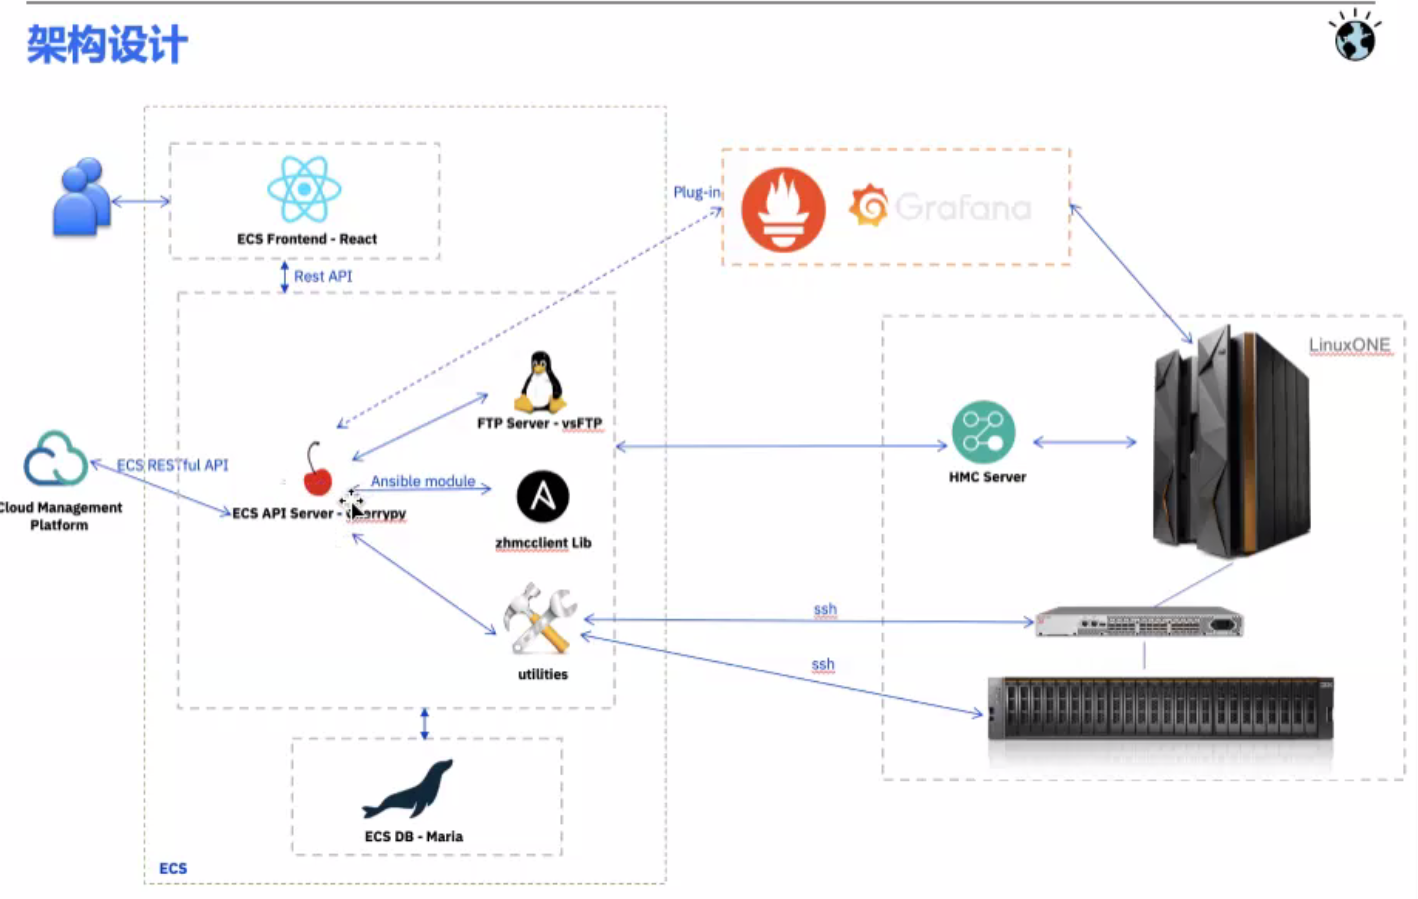 架构设计
Plug-in
Grafana
ECS Frontend - React
Rest API
LinuxONE
FTP Server - vsFTP
ECS RESTful API
Ansible module
HMC Server
Cloud Management
Platform
ECS API Server - cherrypy
zhmcclient Lib
ssh
ssh
utilities
ECS DB - Maria
ECS